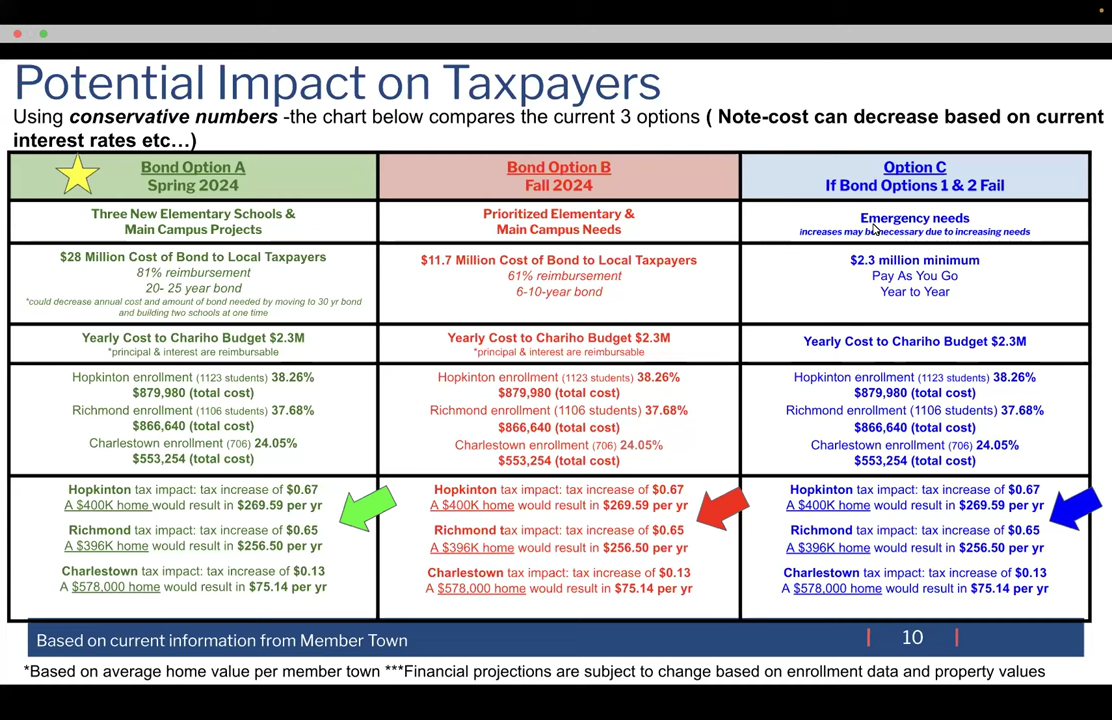 Potential Impact on Taxpayers
Using conservative numbers -the chart below compares the current 3 options ( Note-cost can decrease based on current
interest rates etc…)
Bond Option A
Spring 2024
Three New Elementary Schools &
Main Campus Projects
$28 Million Cost of Bond to Local Taxpayers
81% reimbursement
20- 25 year bond
*could decrease annual cost and amount of bond needed by moving to 30 yr bond
and building two schools at one time
Yearly Cost to Chariho Budget $2.3M
*principal & interest are reimbursable
Hopkinton enrollment (1123 students) 38.26%
$879,980 (total cost)
Richmond enrollment (1106 students) 37.68%
$866,640 (total cost)
Charlestown enrollment (706) 24.05%
$553,254 (total cost)
Hopkinton tax impact: tax increase of $0.67
A $400K home would result in $269.59 per yr
Richmond tax impact: tax increase of $0.65
A $396K home would result in $256.50 per yr
Charlestown tax impact: tax increase of $0.13
A $578,000 home would result in $75.14 per yr
Bond Option B
Fall 2024
Prioritized Elementary &
Main Campus Needs
$11.7 Million Cost of Bond to Local Taxpayers
61% reimbursement
6-10-year bond
Yearly Cost to Chariho Budget $2.3M
*principal & interest are reimbursable
Hopkinton enrollment (1123 students) 38.26%
$879,980 (total cost)
Richmond enrollment (1106 students) 37.68%
$866,640 (total cost)
Charlestown enrollment (706) 24.05%
$553,254 (total cost)
Hopkinton tax impact: tax increase of $0.67
A $400K home would result in $269.59 per yr
Richmond tax impact: tax increase of $0.65
A $396K home would result in $256.50 per yr
Charlestown tax impact: tax increase of $0.13
A $578,000 home would result in $75.14 per yr
Option C
If Bond Options 1 & 2 Fail
Emergency needs
increases may be necessary due to increasing needs
$2.3 million minimum
Pay As You Go
Year to Year
Yearly Cost to Chariho Budget $2.3M
Hopkinton enrollment (1123 students) 38.26%
$879,980 (total cost)
Richmond enrollment (1106 students) 37.68%
$866,640 (total cost)
Charlestown enrollment (706) 24.05%
$553,254 (total cost)
Hopkinton tax impact: tax increase of $0.67
A $400K home would result in $269.59 per yr
Richmond tax impact: tax increase of $0.65
A $396K home would result in $256.50 per yr
Charlestown tax impact: tax increase of $0.13
A $578,000 home would result in $75.14 per yr
Based on current information from Member Town
10
*Based on average home value per member town ***Financial projections are subject to change based on enrollment data and property values